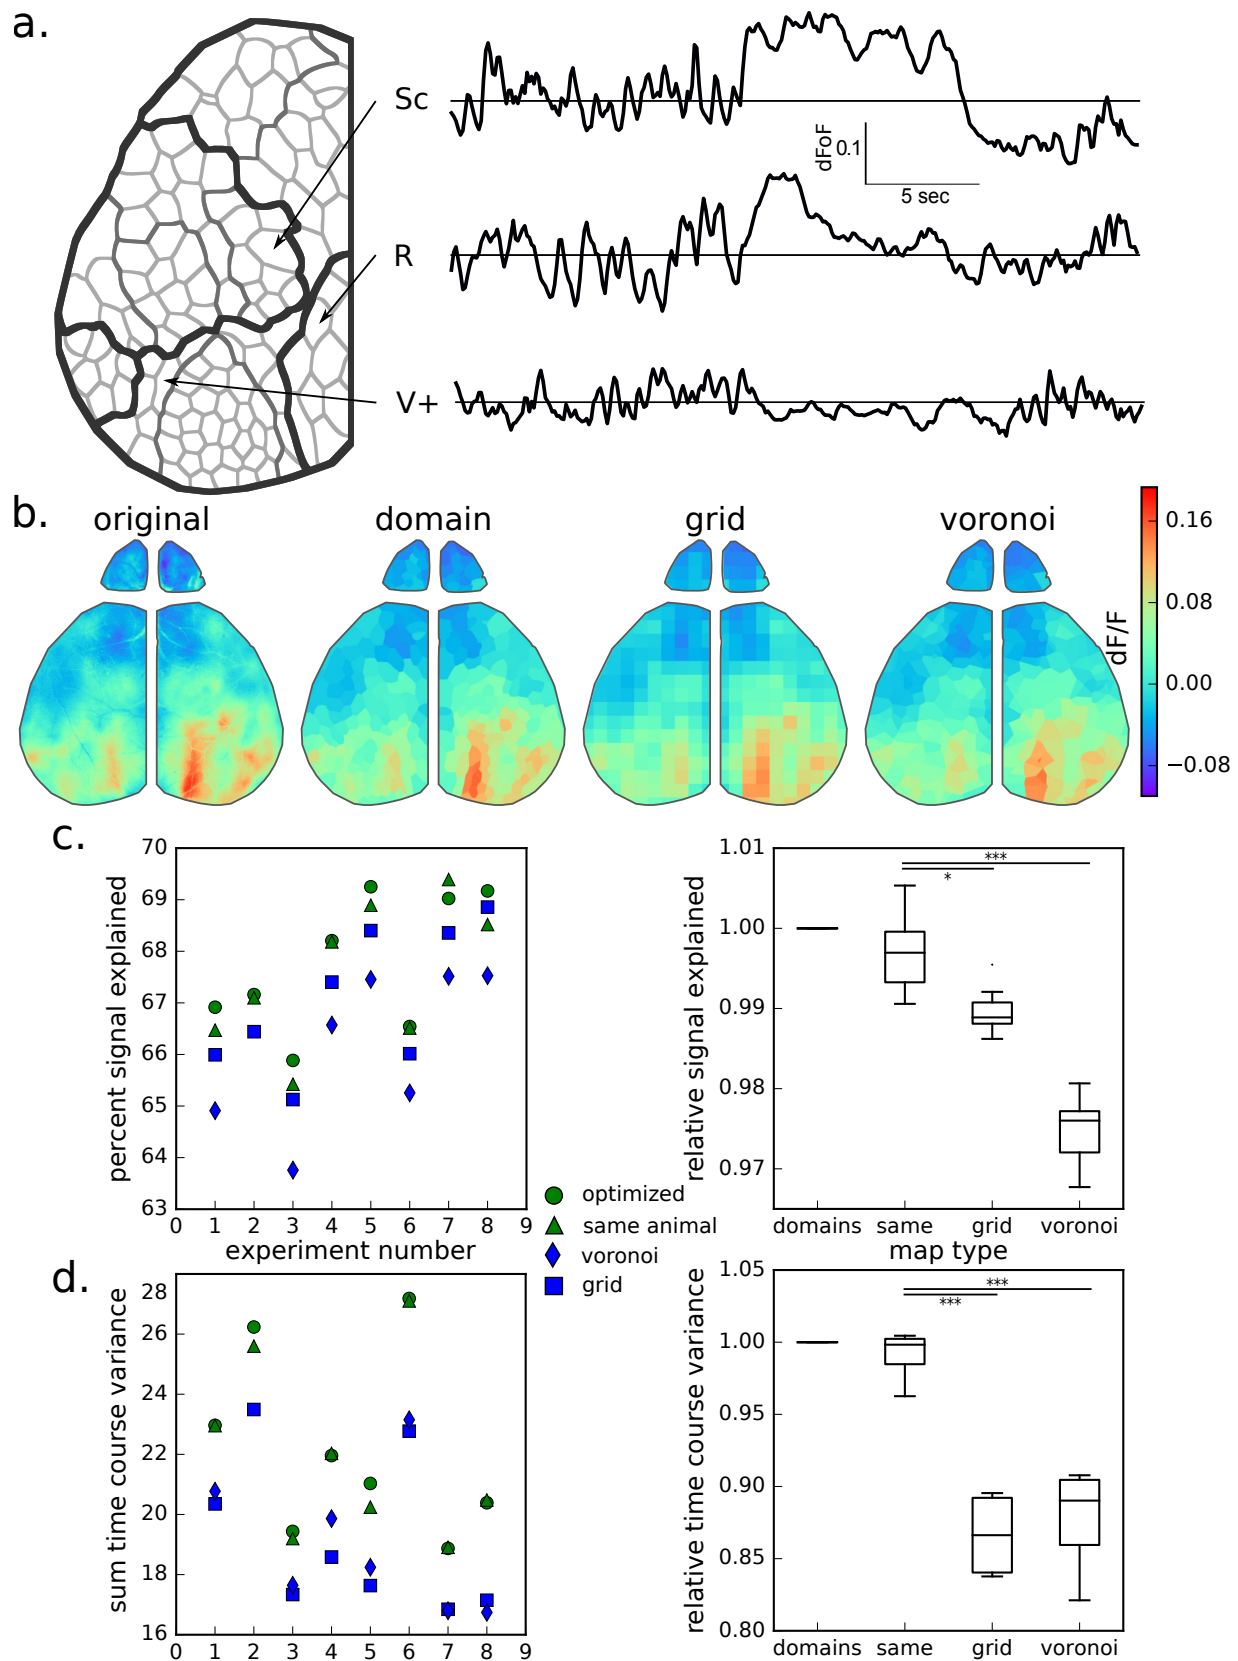 a.
Sc
dFoF
0.1
5 sec
R
V+
b.
original
domain
grid
voronoi
0.16
0.08
0.00
−0.08
dF/F
c.
70
69
68
67
66
65
64
63
percent signal explained
0 1 2 3 4 5 6 7 8 9
experiment number
1.01
1.00
0.99
0.98
0.97
relative signal explained
***
*
domains same grid voronoi
map type
optimized
same animal
voronoi
grid
d.
28
26
24
22
20
18
16
sum time course variance
0 1 2 3 4 5 6 7 8 9
1.05
1.00
0.95
0.90
0.85
0.80
relative time course variance
***
***
domains same grid voronoi